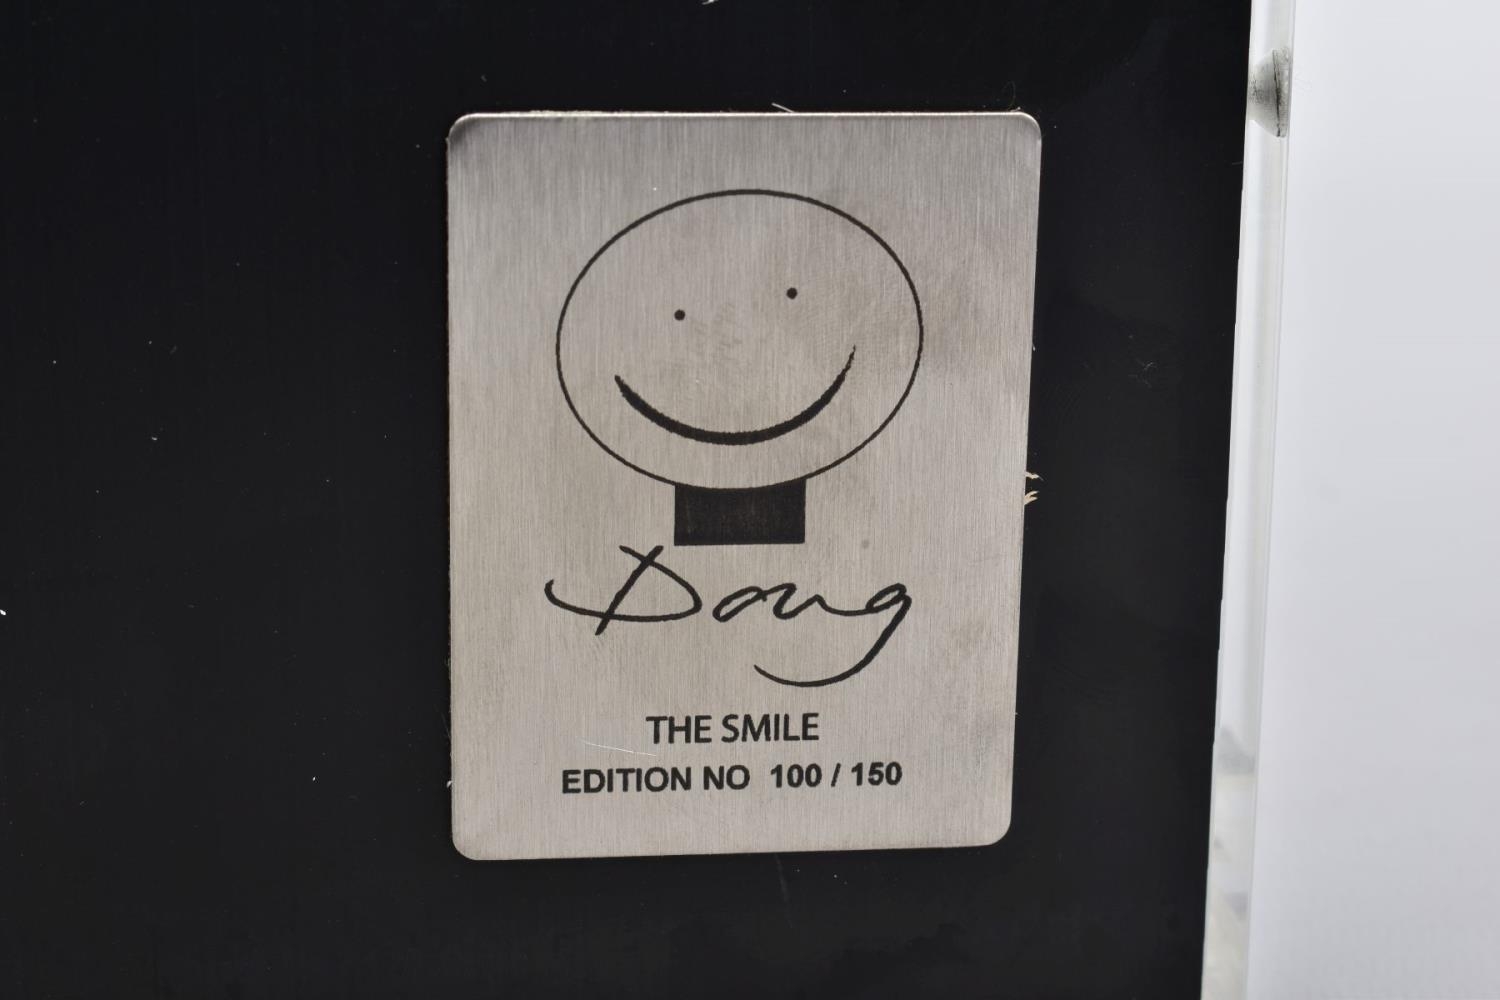 Doug
THE SMILE
EDITION NO 100 / 150